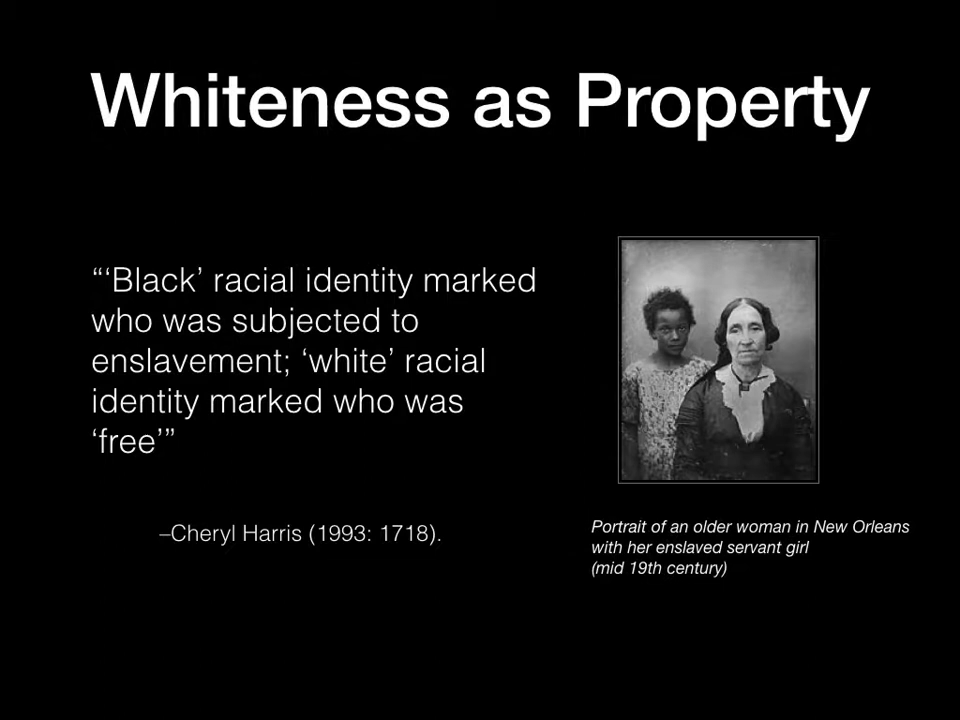 Whiteness as Property
“‘Black’ racial identity marked
who was subjected to
enslavement; ‘white’ racial
identity marked who was
‘free’”
–Cheryl Harris (1993: 1718).
Portrait of an older woman in New Orleans
with her enslaved servant girl
(mid 19th century)